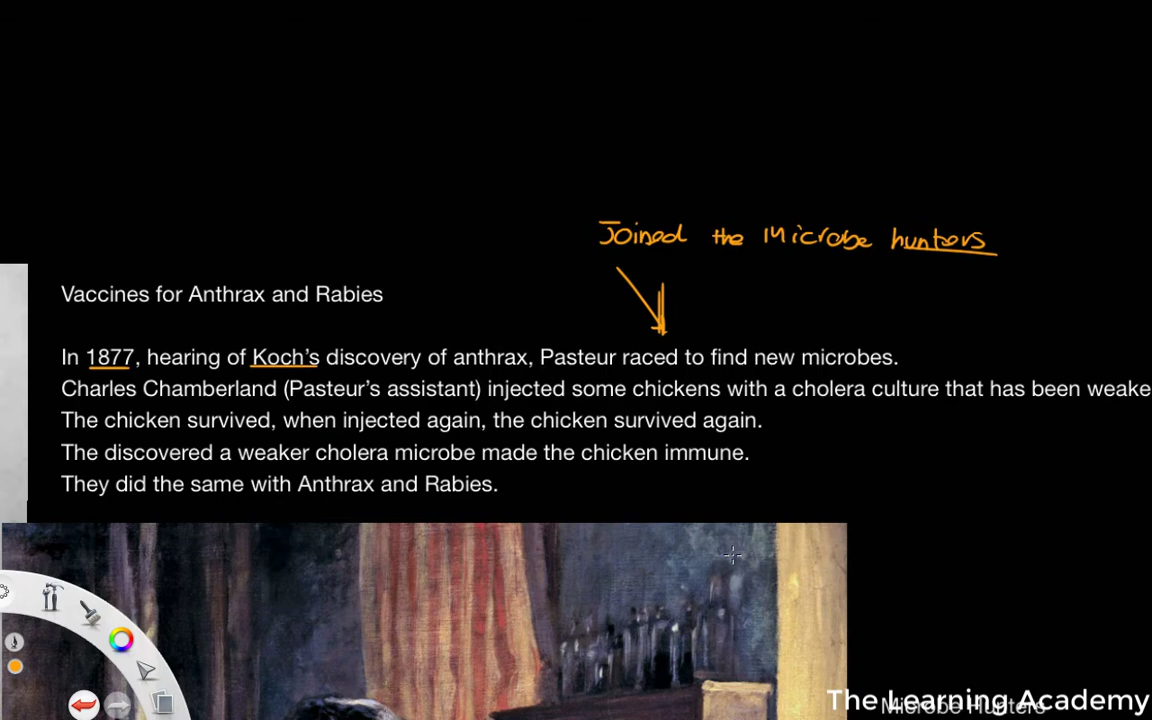 Joined the Microbe hunters
Vaccines for Anthrax and Rabies
In 1877, hearing of Koch's discovery of anthrax, Pasteur raced to find new microbes.
Charles Chamberland (Pasteur's assistant) injected some chickens with a cholera culture that has been weake
The chicken survived, when injected again, the chicken survived again.
The discovered a weaker cholera microbe made the chicken immune.
They did the same with Anthrax and Rabies.
The Learning Academy
Microbe Hunters